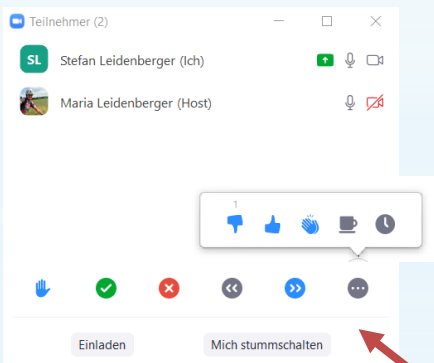 Teilnehmer (2)
SL Stefan Leidenberger (Ich)
Maria Leidenberger (Host)
1
Einladen Mich stummschalten